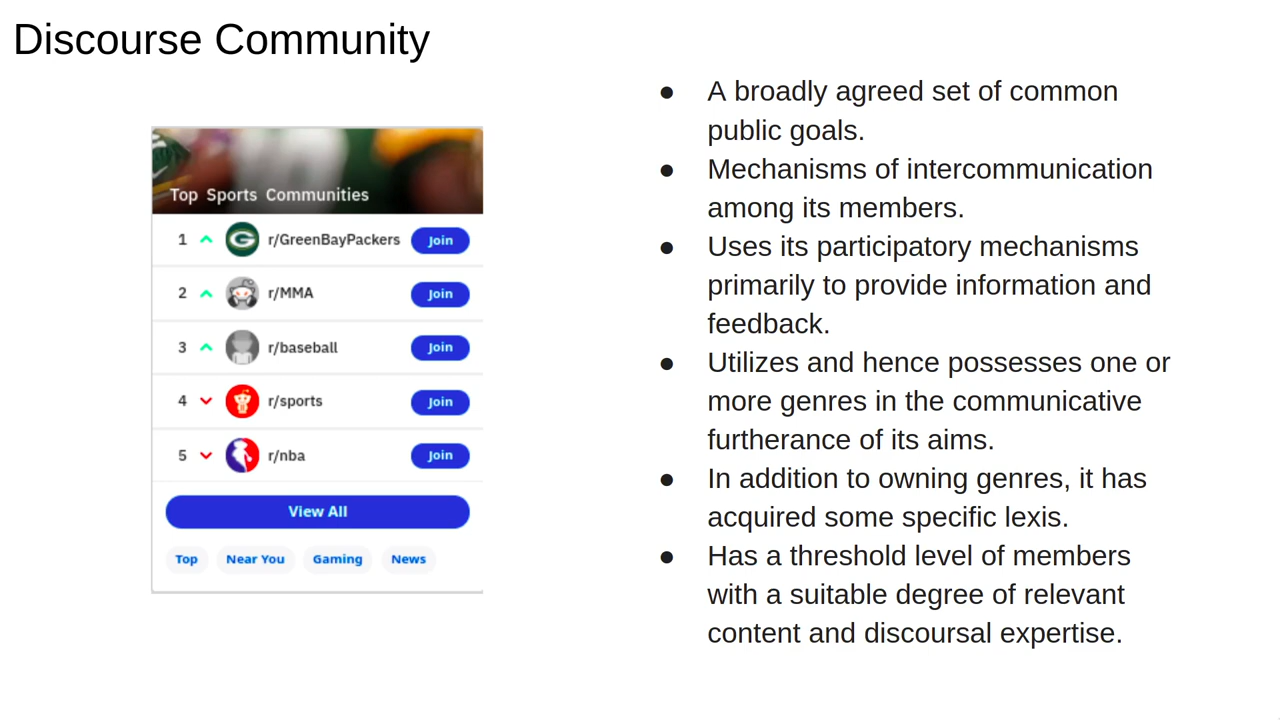 Discourse Community
Top Sports Communities
1 r/GreenBayPackers Join
2 r/MMA Join
3 r/baseball Join
4 r/sports Join
5 r/nba Join
View All
Top Near You Gaming News
● A broadly agreed set of common
public goals.
● Mechanisms of intercommunication
among its members.
● Uses its participatory mechanisms
primarily to provide information and
feedback.
● Utilizes and hence possesses one or
more genres in the communicative
furtherance of its aims.
● In addition to owning genres, it has
acquired some specific lexis.
● Has a threshold level of members
with a suitable degree of relevant
content and discoursal expertise.